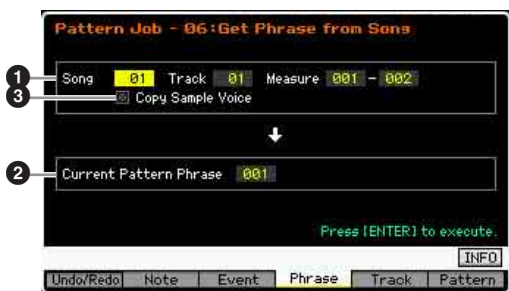 Pattern Job - 06:Get Phrase from Song
1 Song 01 Track 01 Measure 001 - 002
3 Copy Sample Voice
2 Current Pattern Phrase 001
Press [ENTER] to execute.
INFO
Undo/Redo Note Event Phrase Track Pattern